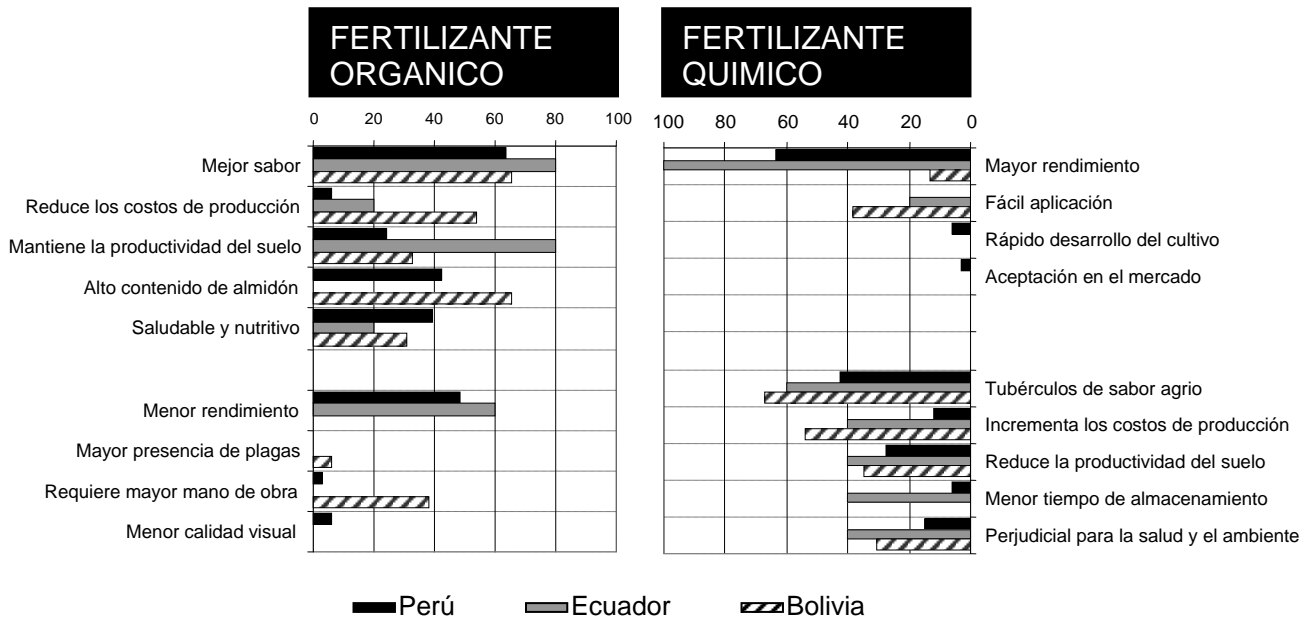 FERTILIZANTE
ORGANICO
0 20 40 60 80 100
Mejor sabor
Reduce los costos de producción
Mantiene la productividad del suelo
Alto contenido de almidón
Saludable y nutritivo
Menor rendimiento
Mayor presencia de plagas
Requiere mayor mano de obra
Menor calidad visual
FERTILIZANTE
QUIMICO
100 80 60 40 20 0
Mayor rendimiento
Fácil aplicación
Rápido desarrollo del cultivo
Aceptación en el mercado
Tubérculos de sabor agrio
Incrementa los costos de producción
Reduce la productividad del suelo
Menor tiempo de almacenamiento
Perjudicial para la salud y el ambiente
Perú Ecuador Bolivia